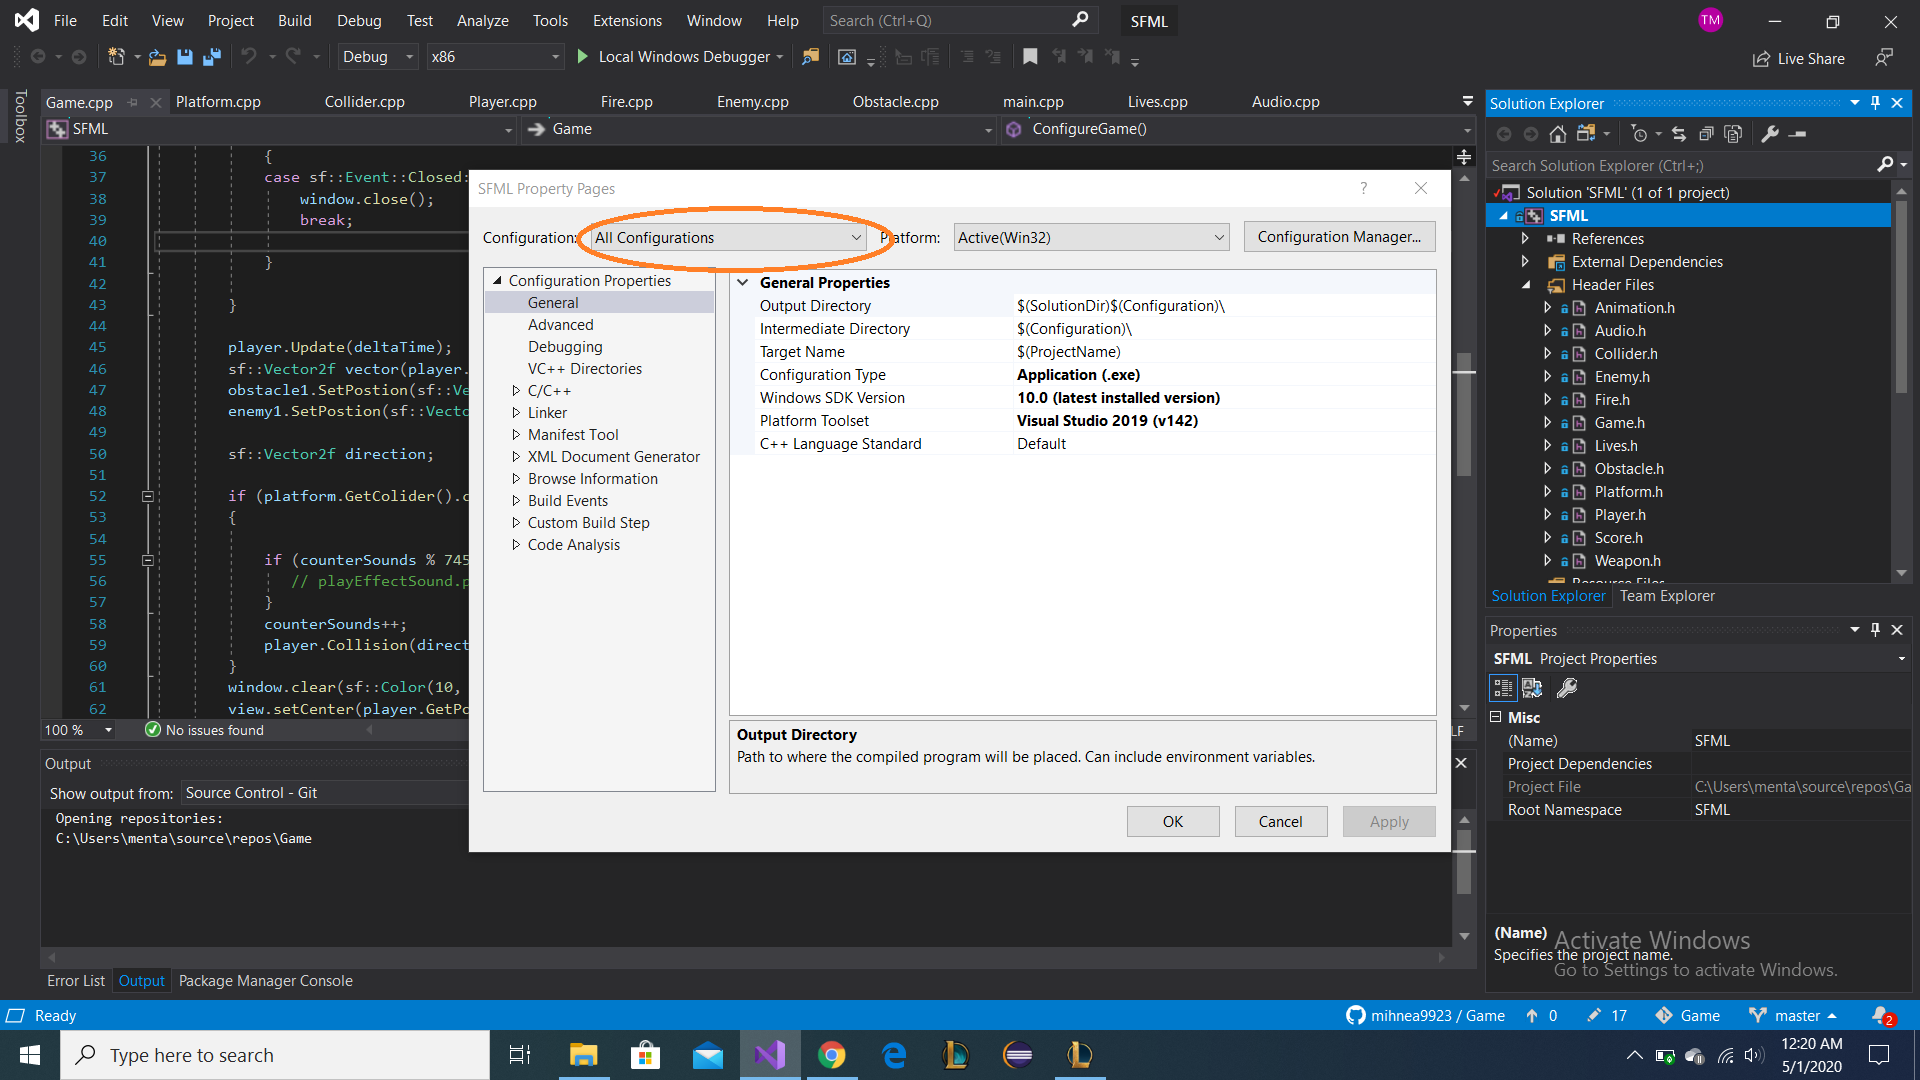 File Edit View Project Build Debug Test Analyze Tools Extensions Window Help Search (Ctrl+Q) SFML TM
Debug x86 Local Windows Debugger Live Share
Toolbox
Game.cpp Platform.cpp Collider.cpp Player.cpp Fire.cpp Enemy.cpp Obstacle.cpp main.cpp Lives.cpp Audio.cpp
SFML Game ConfigureGame()
36 {
37 case sf::Event::Closed:
38 window.close();
39 break;
40
41 }
42
43 }
44
45 player.Update(deltaTime);
46 sf::Vector2f vector(player.
47 obstacle1.SetPostion(sf::Ve
48 enemy1.SetPostion(sf::Vecto
49
50 sf::Vector2f direction;
51
52 if (platform.GetColider().c
53 {
54
55 if (counterSounds % 745
56 // playEffectSound.p
57 }
58 counterSounds++;
59 player.Collision(direct
60 }
61 window.clear(sf::Color(10,
62 view.setCenter(player.GetPo
100 % No issues found
LF
SFML Property Pages ?
Configuration: All Configurations Platform: Active(Win32) Configuration Manager...
Configuration Properties
General
Advanced
Debugging
VC++ Directories
C/C++
Linker
Manifest Tool
XML Document Generator
Browse Information
Build Events
Custom Build Step
Code Analysis
General Properties
Output Directory $(SolutionDir)$(Configuration)\
Intermediate Directory $(Configuration)\
Target Name $(ProjectName)
Configuration Type Application (.exe)
Windows SDK Version 10.0 (latest installed version)
Platform Toolset Visual Studio 2019 (v142)
C++ Language Standard Default
Output Directory
Path to where the compiled program will be placed. Can include environment variables.
OK Cancel Apply
Output
Show output from: Source Control - Git
Opening repositories:
C:\Users\menta\source\repos\Game
Error List Output Package Manager Console
Solution Explorer
Search Solution Explorer (Ctrl+;)
Solution 'SFML' (1 of 1 project)
SFML
References
External Dependencies
Header Files
Animation.h
Audio.h
Collider.h
Enemy.h
Fire.h
Game.h
Lives.h
Obstacle.h
Platform.h
Player.h
Score.h
Weapon.h
Resource Files
Solution Explorer Team Explorer
Properties
SFML Project Properties
Misc
(Name) SFML
Project Dependencies
Project File C:\Users\menta\source\repos\Ga
Root Namespace SFML
(Name)
Specifies the project name.
Activate Windows
Go to Settings to activate Windows.
Ready mihnea9923 / Game 0 17 Game master 2
Type here to search
12:20 AM
5/1/2020